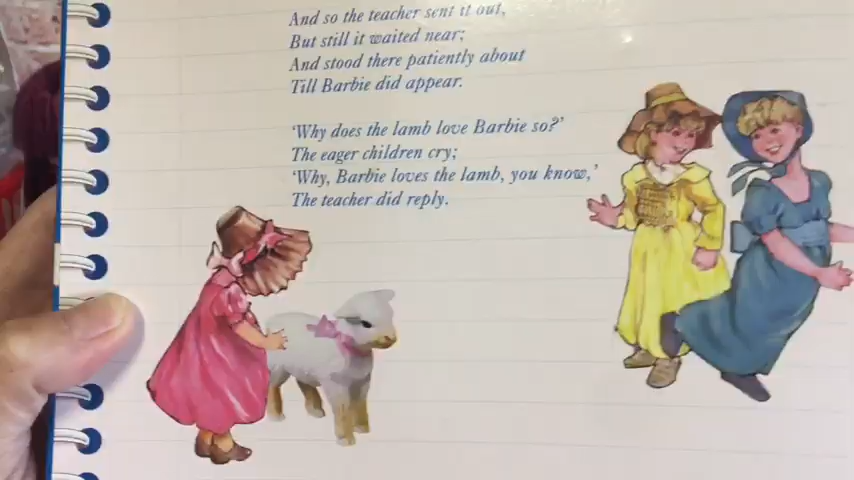 And so the teacher sent it out,
But still it waited near;
And stood there patiently about
Till Barbie did appear.
'Why does the lamb love Barbie so?'
The eager children cry;
'Why, Barbie loves the lamb, you know,'
The teacher did reply.